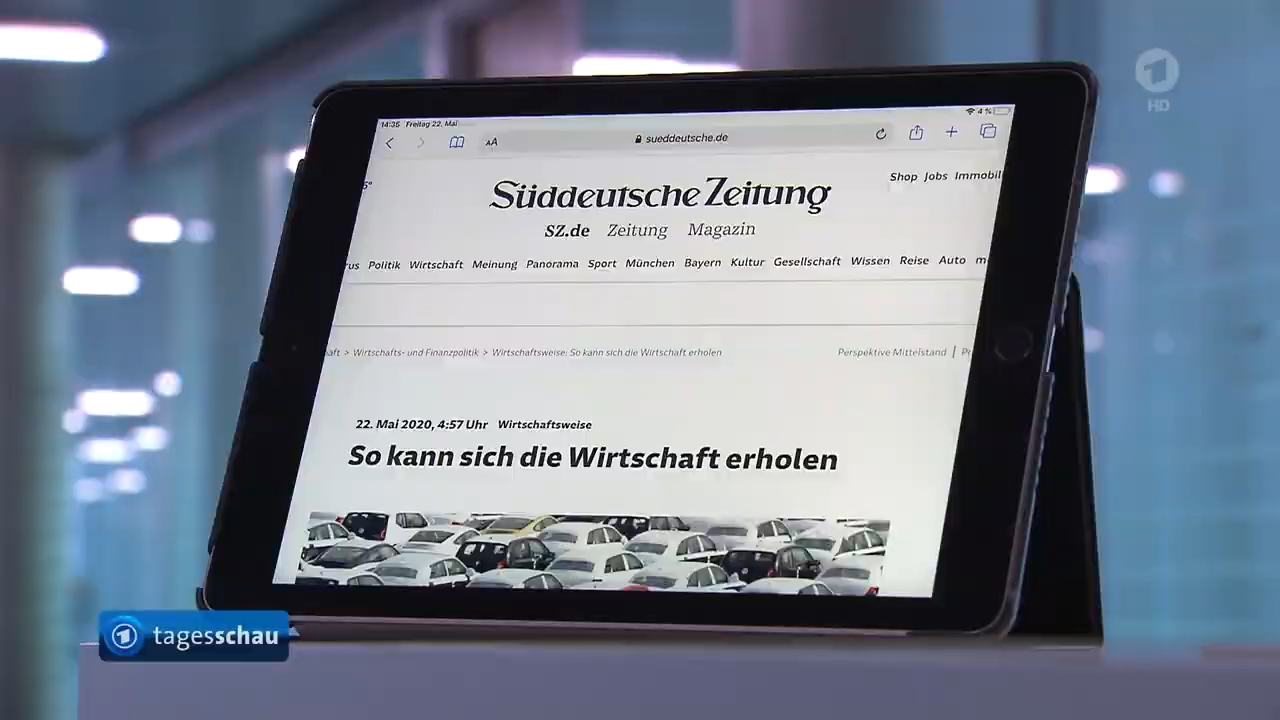 1
HD
14:35 Freitag 22. Mai
4 %
AA
sueddeutsche.de
5°
Shop Jobs Immobil
Süddeutsche Zeitung
SZ.de Zeitung Magazin
Politik Wirtschaft Meinung Panorama Sport München Bayern Kultur Gesellschaft Wissen Reise Auto m
> Wirtschafts- und Finanzpolitik > Wirtschaftsweise: So kann sich die Wirtschaft erholen
Perspektive Mittelstand
22. Mai 2020, 4:57 Uhr Wirtschaftsweise
So kann sich die Wirtschaft erholen
1 tagesschau